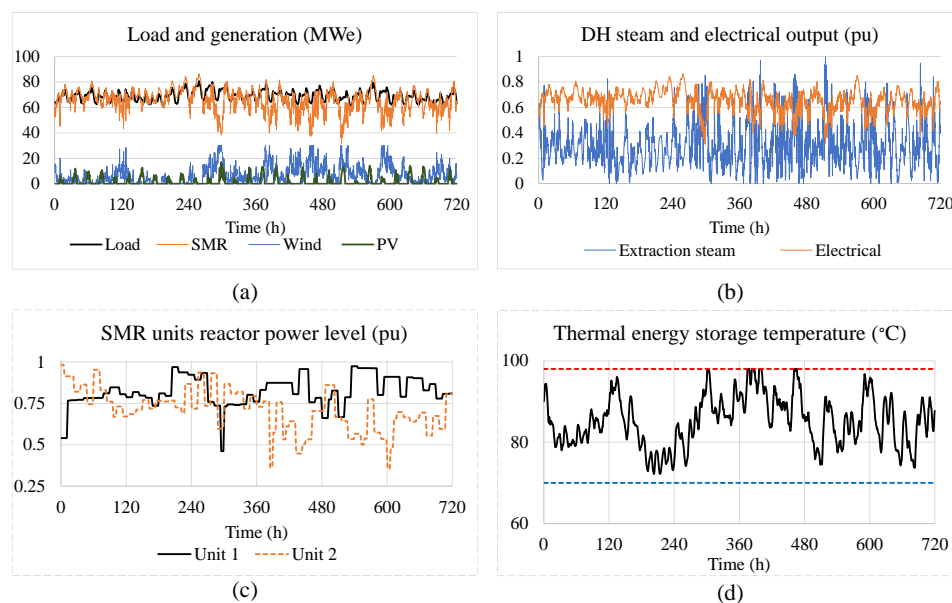 Load and generation (MWe)
100
80
60
40
20
0
0 120 240 360 480 600 720
Time (h)
Load SMR Wind PV
(a)
DH steam and electrical output (pu)
1
0.8
0.6
0.4
0.2
0
0 120 240 360 480 600 720
Time (h)
Extraction steam Electrical
(b)
SMR units reactor power level (pu)
1
0.75
0.5
0.25
0 120 240 360 480 600 720
Time (h)
Unit 1 Unit 2
(c)
Thermal energy storage temperature (°C)
100
80
60
0 120 240 360 480 600 720
Time (h)
(d)